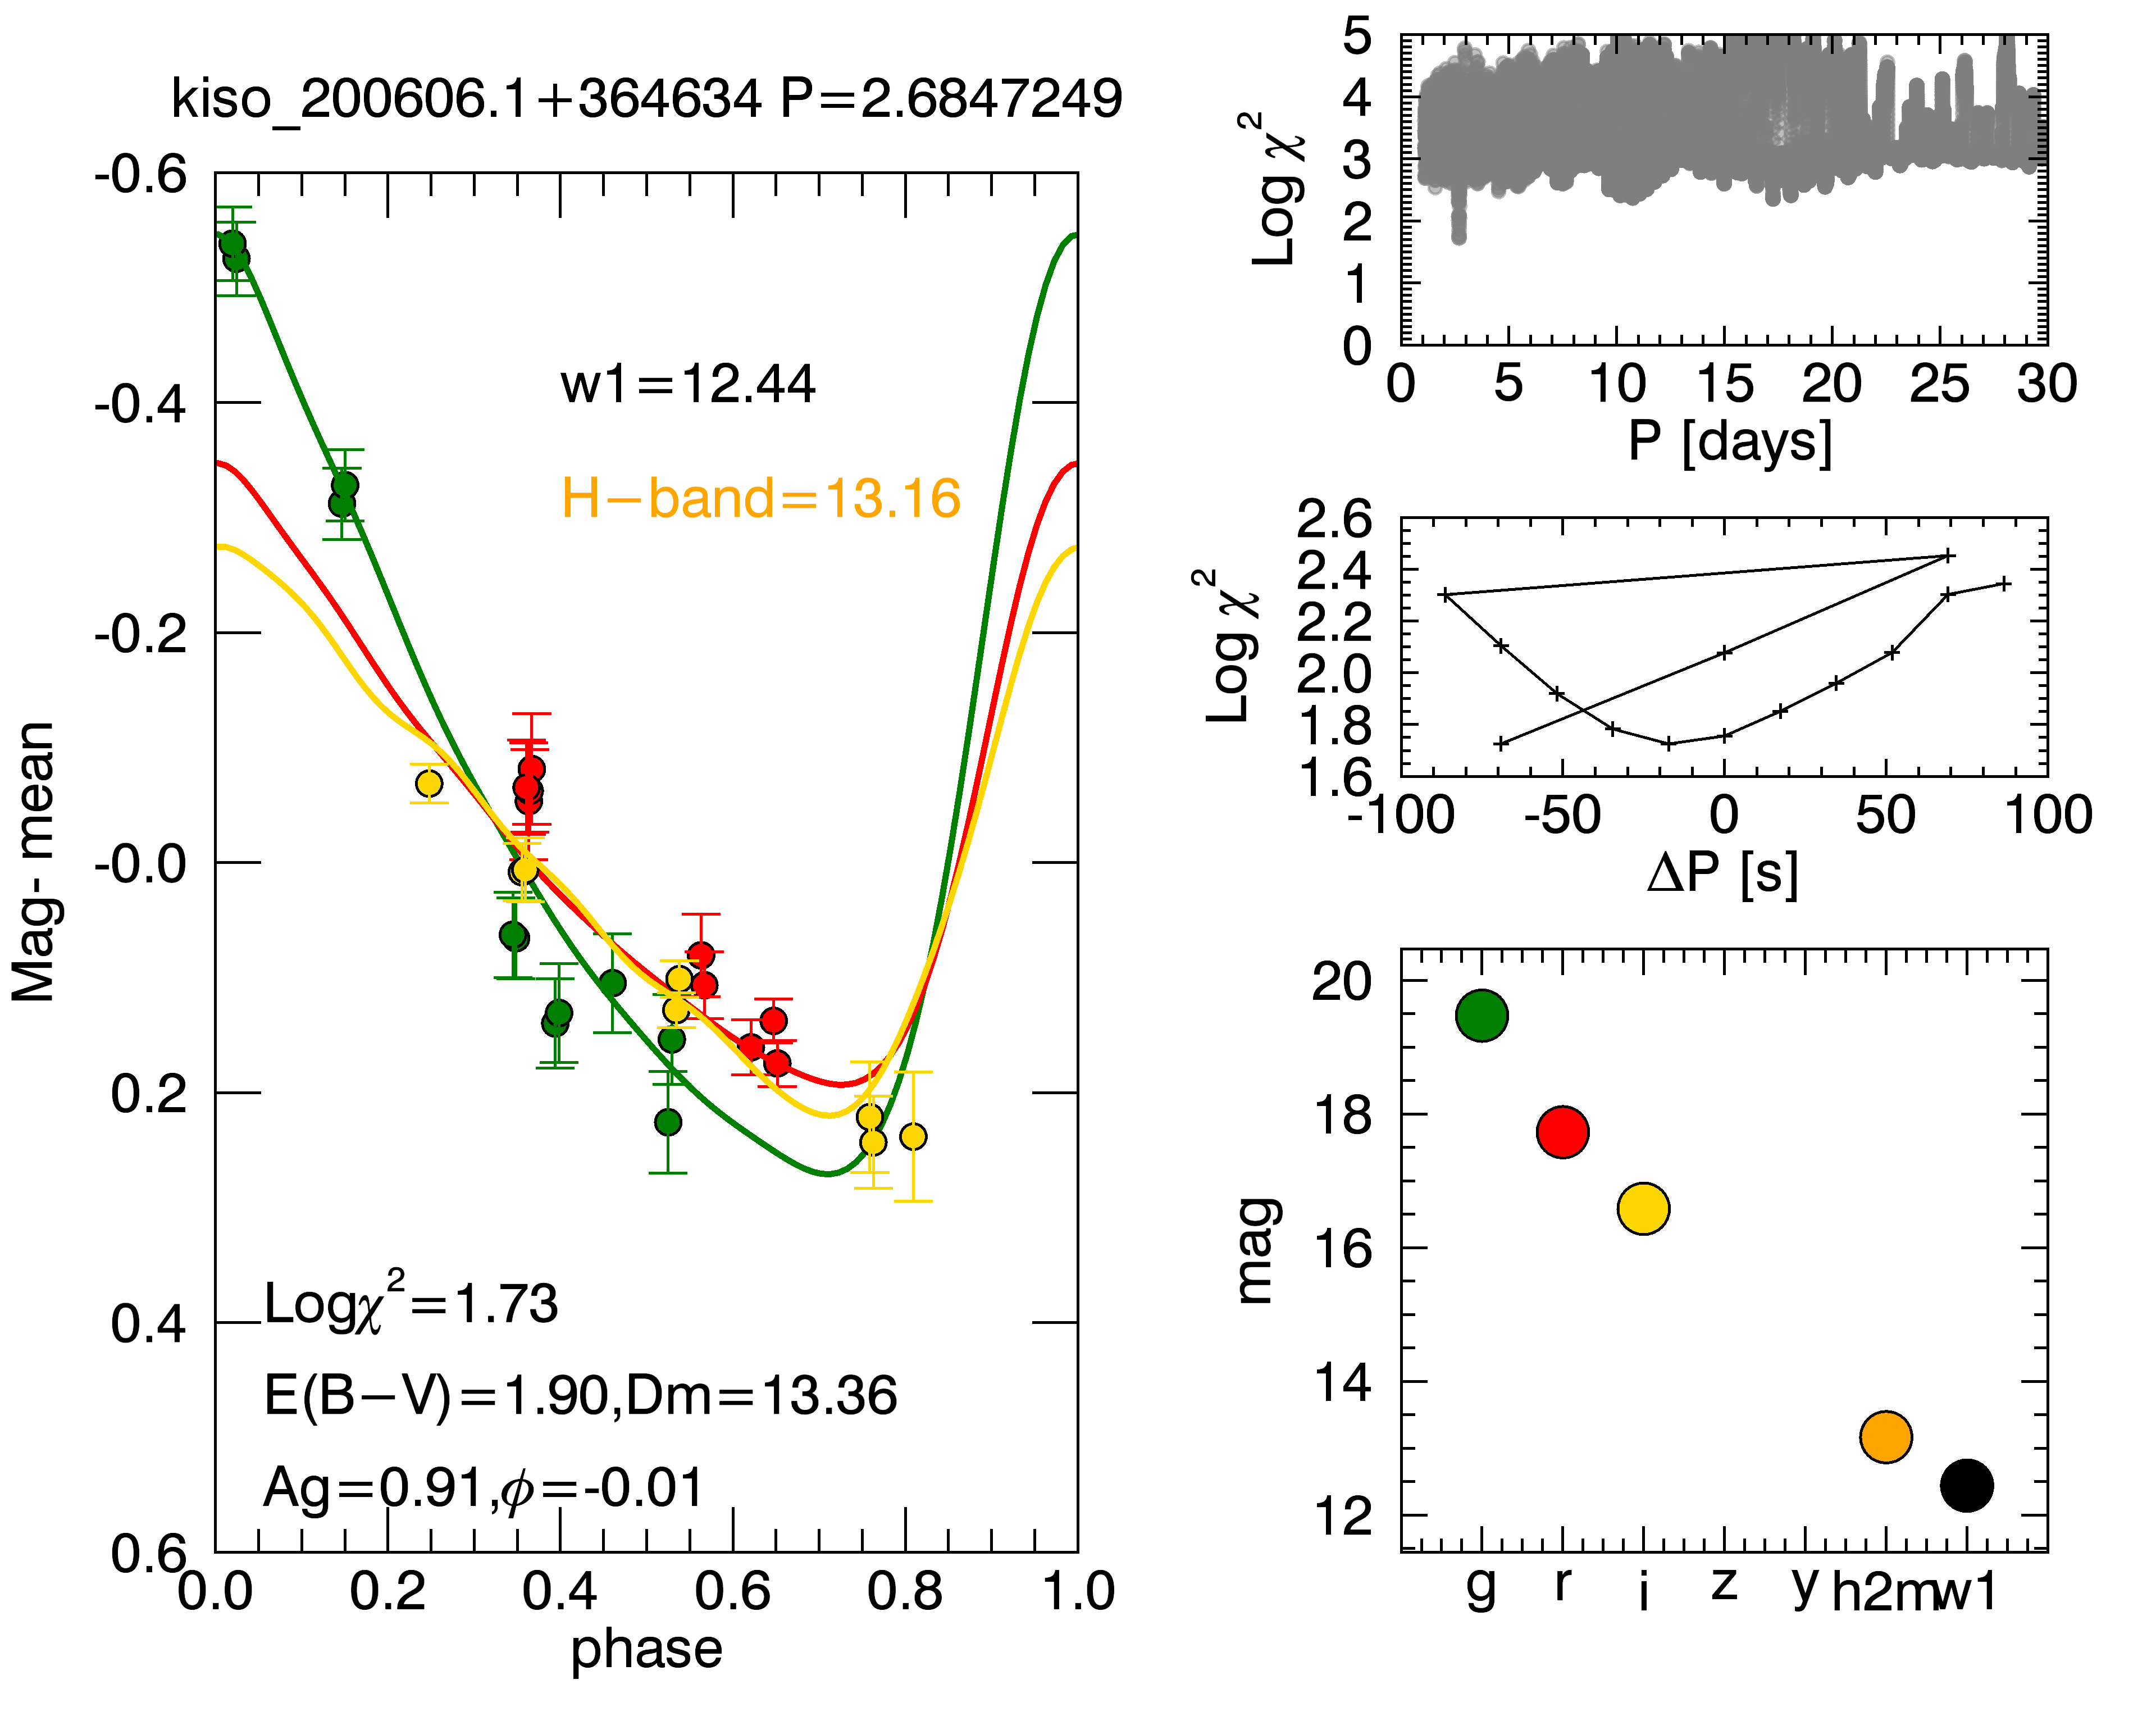 kiso_200606.1+364634 P=2.6847249
-0.6
-0.4
-0.2
-0.0
0.2
0.4
0.6
Mag- mean
w1=12.44
H−band=13.16
Logχ²=1.73
E(B−V)=1.90,Dm=13.36
Ag=0.91,ϕ=-0.01
0.0 0.2 0.4 0.6 0.8 1.0
phase
5
4
3
2
1
0
Log χ²
0 5 10 15 20 25 30
P [days]
2.6
2.4
2.2
2.0
1.8
1.6
Log χ²
-100 -50 0 50 100
ΔP [s]
20
18
16
14
12
mag
g r i z y h2m w1